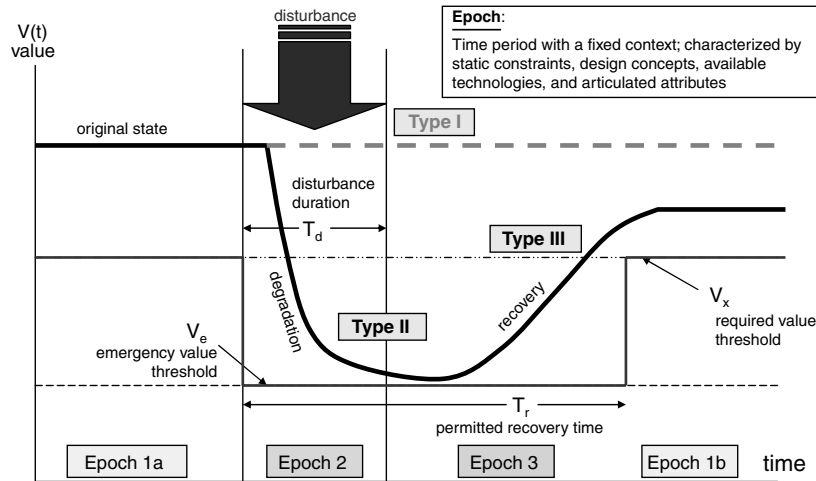 V(t)
value
disturbance
Epoch:
Time period with a fixed context; characterized by
static constraints, design concepts, available
technologies, and articulated attributes
original state
Type I
disturbance
duration
T_d
Type III
degradation
recovery
Type II
V_e
emergency value
threshold
V_x
required value
threshold
T_r
permitted recovery time
Epoch 1a
Epoch 2
Epoch 3
Epoch 1b
time